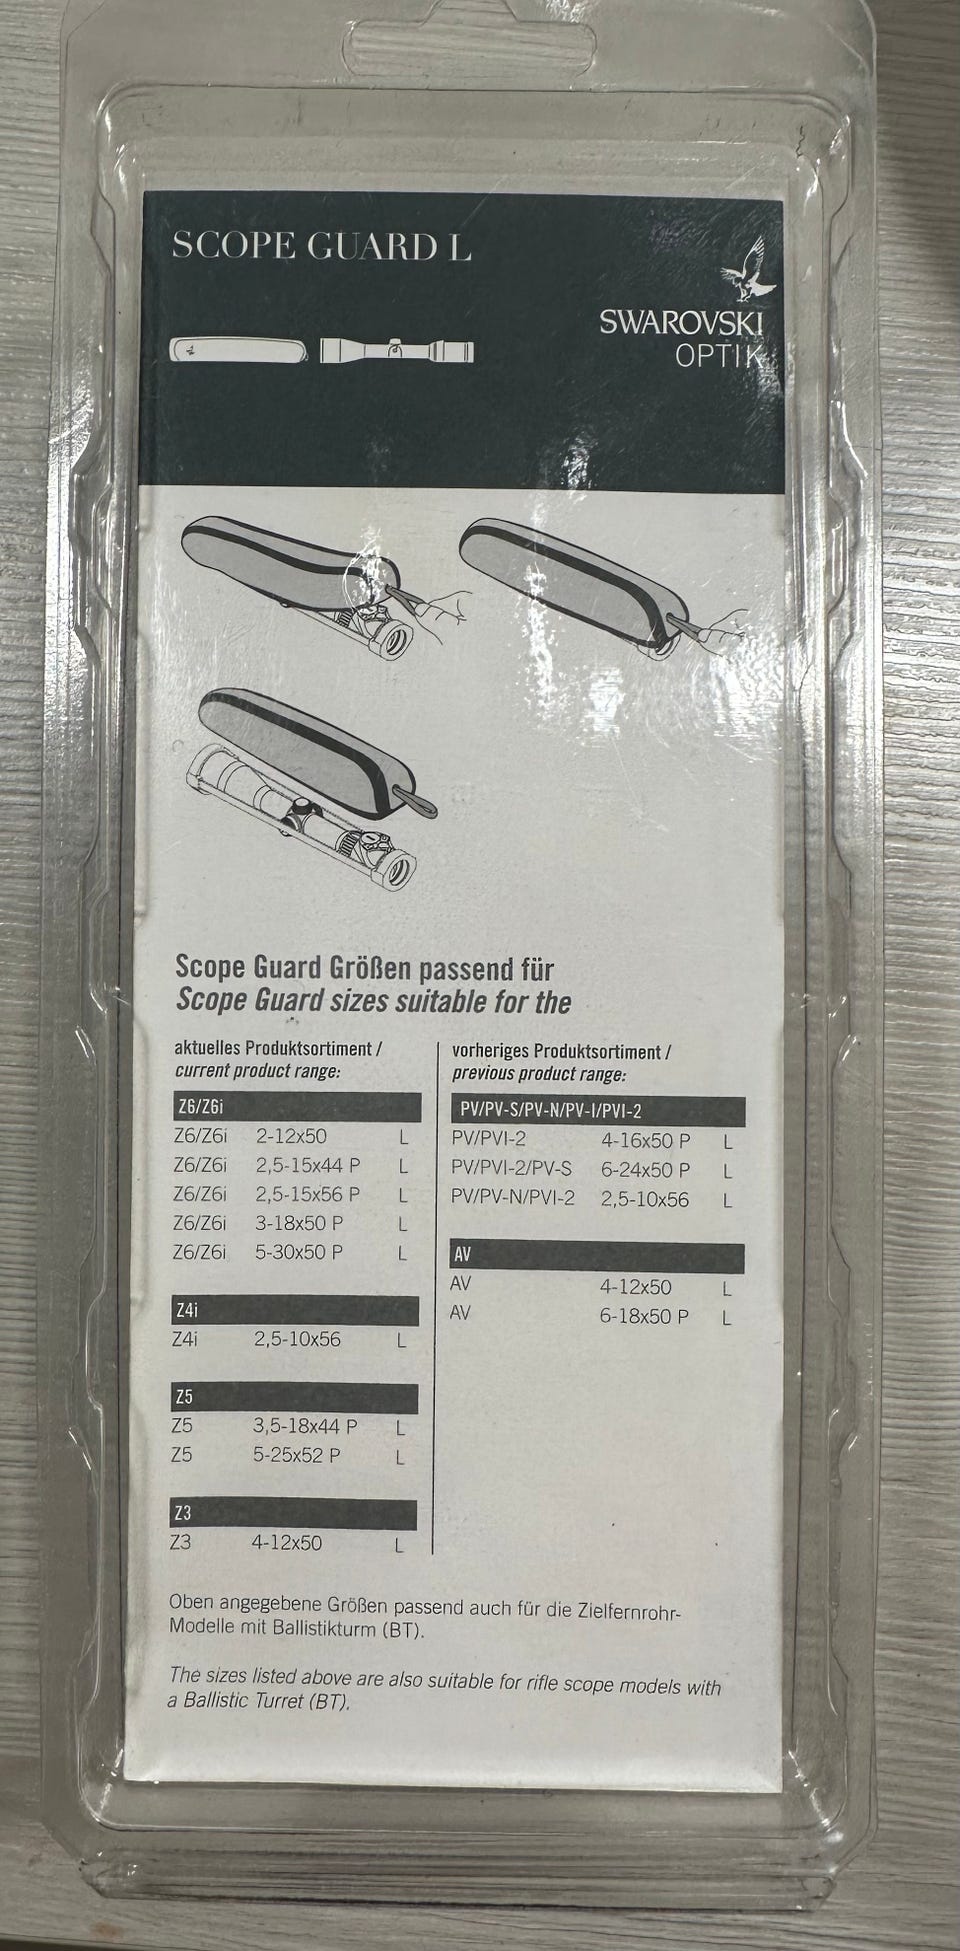 SCOPE GUARD L
SWAROVSKI
OPTIK
Scope Guard Größen passend für
Scope Guard sizes suitable for the
aktuelles Produktsortiment /
current product range:
Z6/Z6i
Z6/Z6i 2-12x50 L
Z6/Z6i 2,5-15x44 P L
Z6/Z6i 2,5-15x56 P L
Z6/Z6i 3-18x50 P L
Z6/Z6i 5-30x50 P L
Z4i
Z4i 2,5-10x56 L
Z5
Z5 3,5-18x44 P L
Z5 5-25x52 P L
Z3
Z3 4-12x50 L
vorheriges Produktsortiment /
previous product range:
PV/PV-S/PV-N/PV-I/PVI-2
PV/PVI-2 4-16x50 P L
PV/PVI-2/PV-S 6-24x50 P L
PV/PV-N/PVI-2 2,5-10x56 L
AV
AV 4-12x50 L
AV 6-18x50 P L
Oben angegebene Größen passend auch für die Zielfernrohr-
Modelle mit Ballistikturm (BT).
The sizes listed above are also suitable for rifle scope models with
a Ballistic Turret (BT).